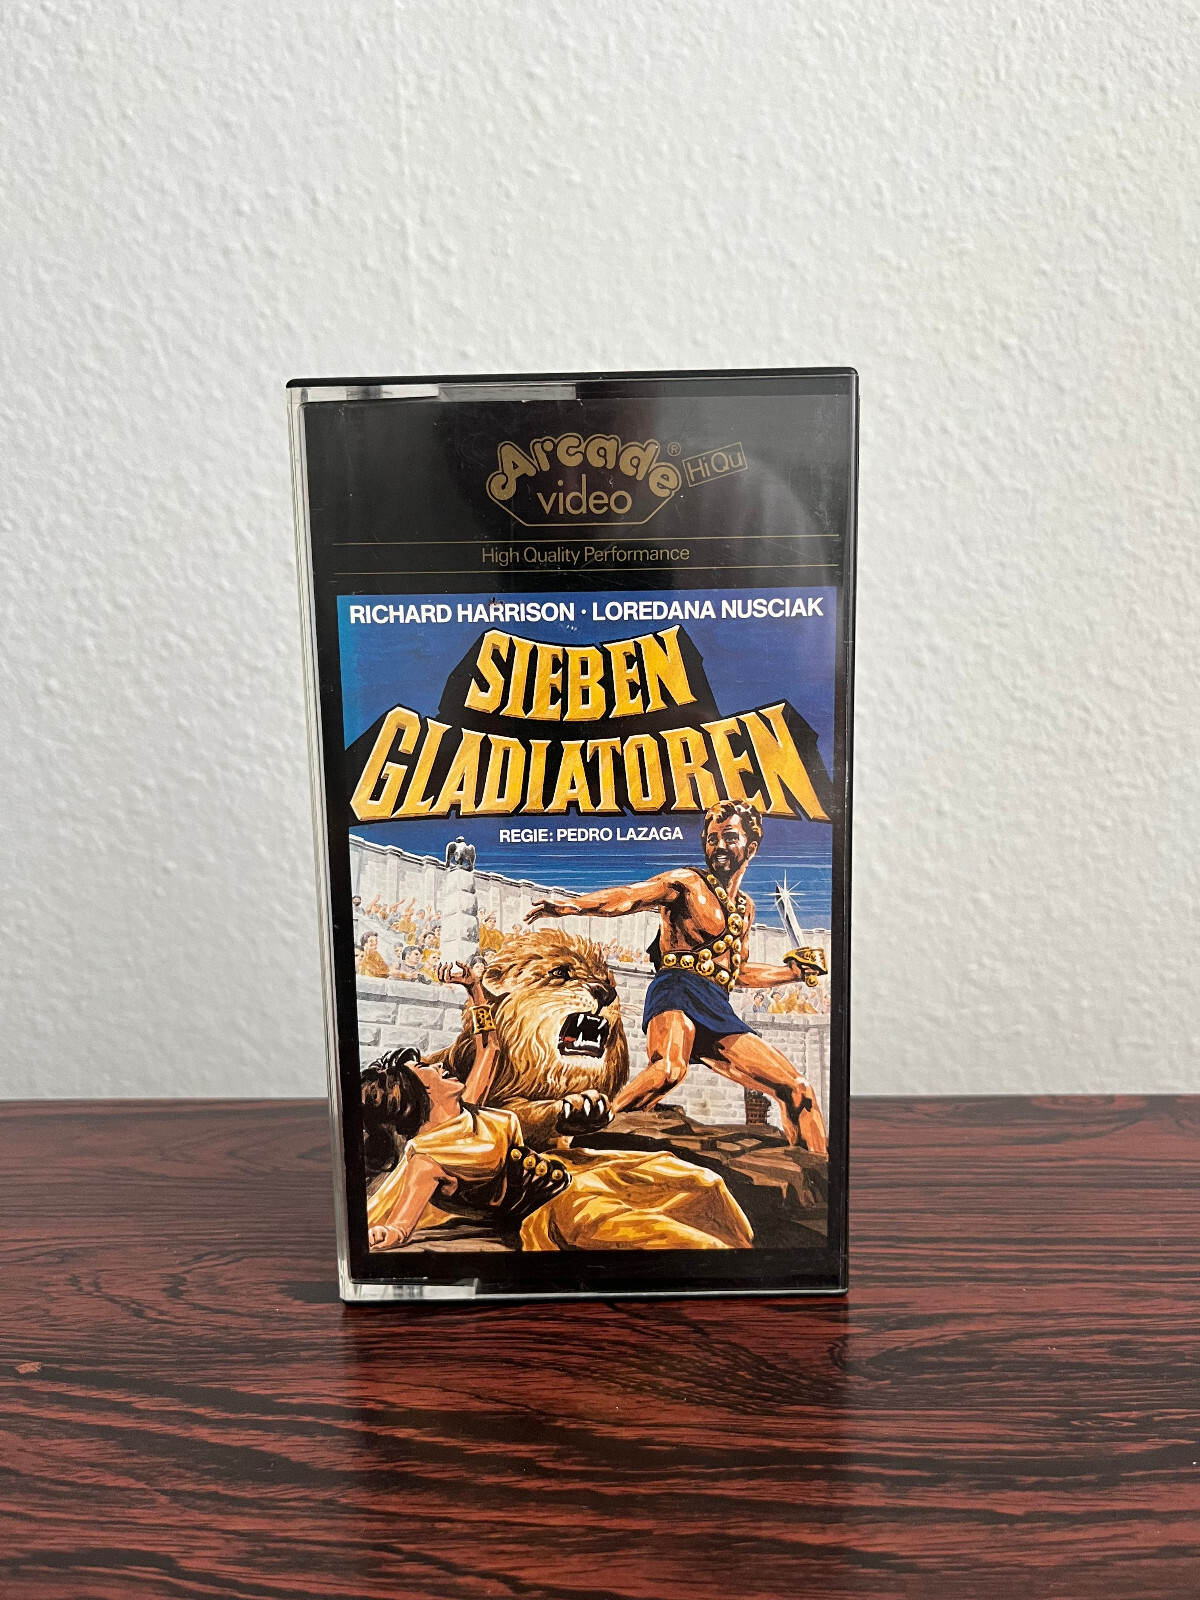 Arcade®
video
HiQu
High Quality Performance
RICHARD HARRISON · LOREDANA NUSCIAK
SIEBEN
GLADIATOREN
REGIE: PEDRO LAZAGA